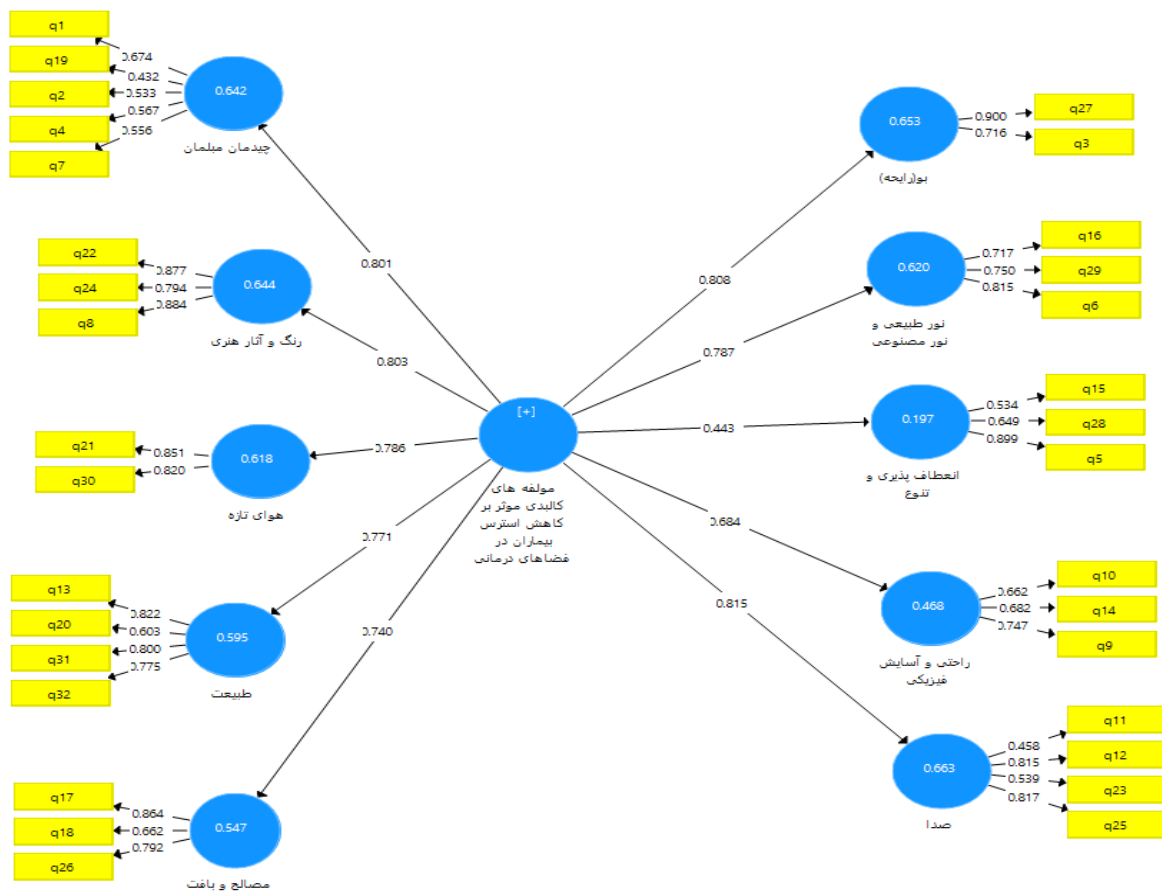 q1
q19
q2
q4
q7
0.674
0.432
0.533
0.567
0.556
0.642
چیدمان مبلمان
0.801
q22
q24
q8
0.877
0.794
0.884
0.644
رنگ و آثار هنری
0.803
q21
q30
0.851
0.820
0.618
هوای تازه
0.786
q13
q20
q31
q32
0.822
0.603
0.800
0.775
0.595
طبیعت
0.771
q17
q18
q26
0.864
0.662
0.792
0.547
مصالح و بافت
0.740
[+]
مولفه های
کالبدی موثر بر
کاهش استرس
بیماران در
فضاهای درمانی
0.808
0.653
بو(رایحه)
0.900
0.716
q27
q3
0.787
0.620
نور طبیعی و
نور مصنوعی
0.717
0.750
0.815
q16
q29
q6
0.443
0.197
انعطاف پذیری و
تنوع
0.534
0.649
0.899
q15
q28
q5
0.684
0.468
راحتی و آسایش
فیزیکی
0.662
0.682
0.747
q10
q14
q9
0.815
0.663
صدا
0.458
0.815
0.539
0.817
q11
q12
q23
q25